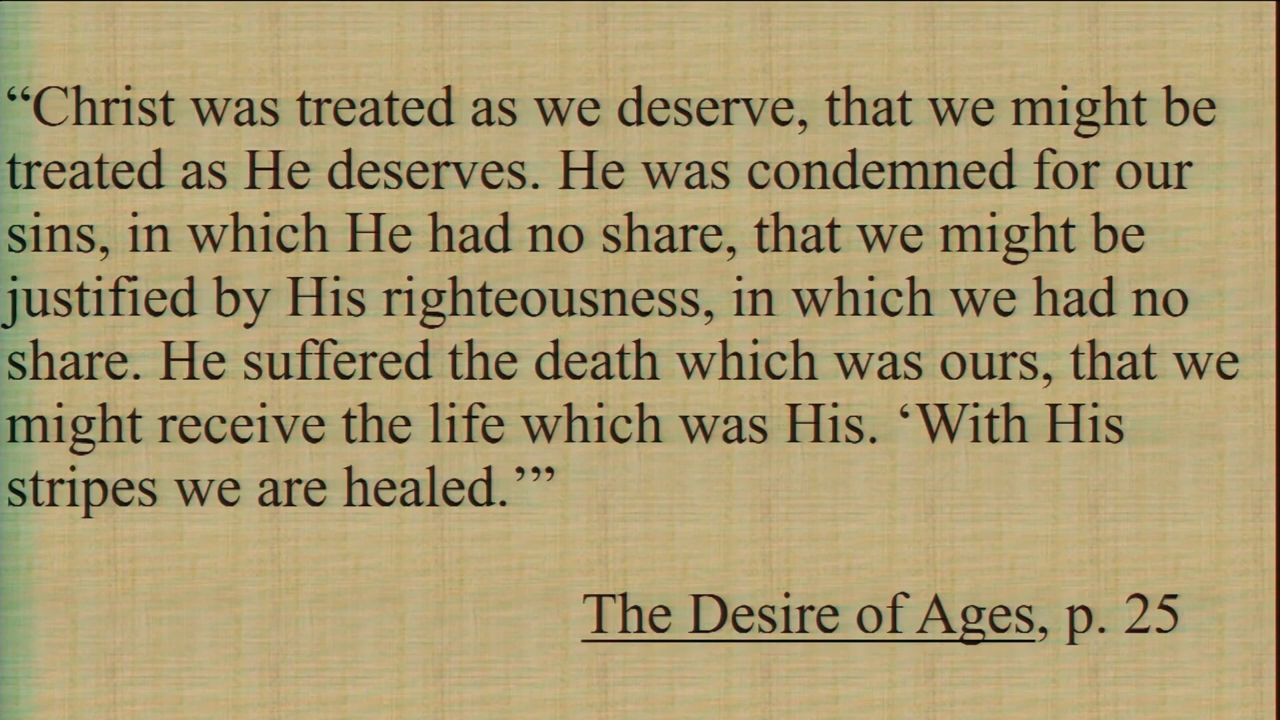 “Christ was treated as we deserve, that we might be
treated as He deserves. He was condemned for our
sins, in which He had no share, that we might be
justified by His righteousness, in which we had no
share. He suffered the death which was ours, that we
might receive the life which was His. ‘With His
stripes we are healed.’”
The Desire of Ages, p. 25